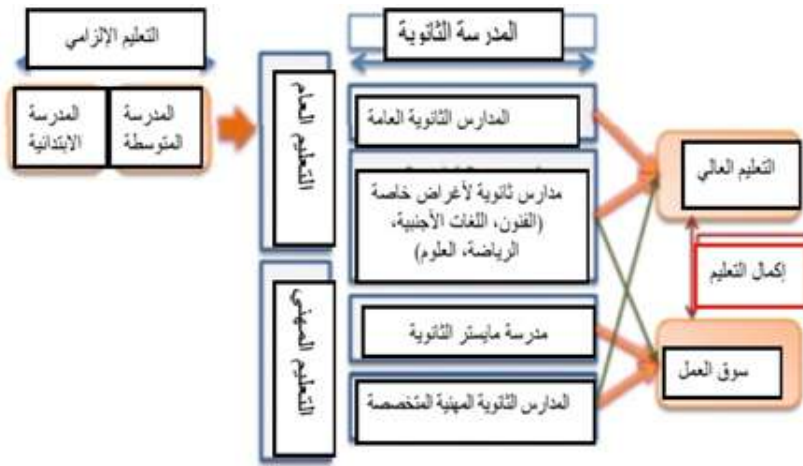 التعليم الإلزامي
المدرسة الثانوية
المدرسة
الابتدائية
المدرسة
المتوسطة
التعليم العام
المدارس الثانوية العامة
مدارس ثانوية لأغراض خاصة
(الفنون، اللغات الأجنبية،
الرياضة، العلوم)
التعليم المهني
مدرسة مايستر الثانوية
المدارس الثانوية المهنية المتخصصة
التعليم العالي
إكمال التعليم
سوق العمل